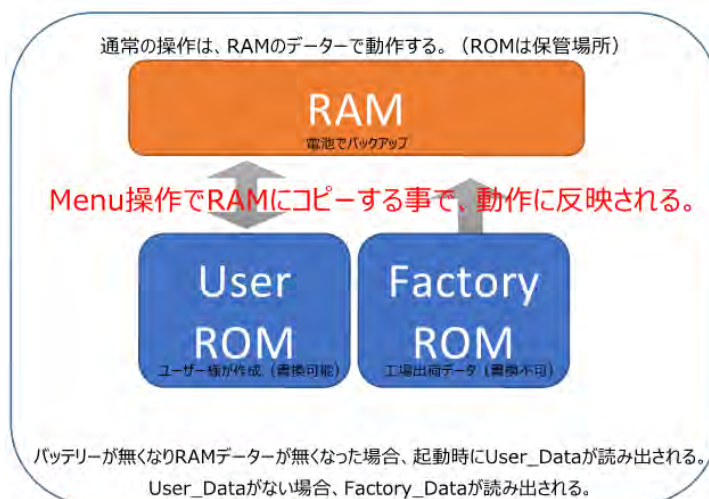 通常の操作は、RAMのデーターで動作する。（ROMは保管場所）
RAM
電池でバックアップ
Menu操作でRAMにコピーする事で、動作に反映される。
User
ROM
ユーザー様が作成（書換可能）
Factory
ROM
工場出荷データ（書換不可）
バッテリーが無くなりRAMデーターが無くなった場合、起動時にUser_Dataが読み出される。
User_Dataがない場合、Factory_Dataが読み出される。